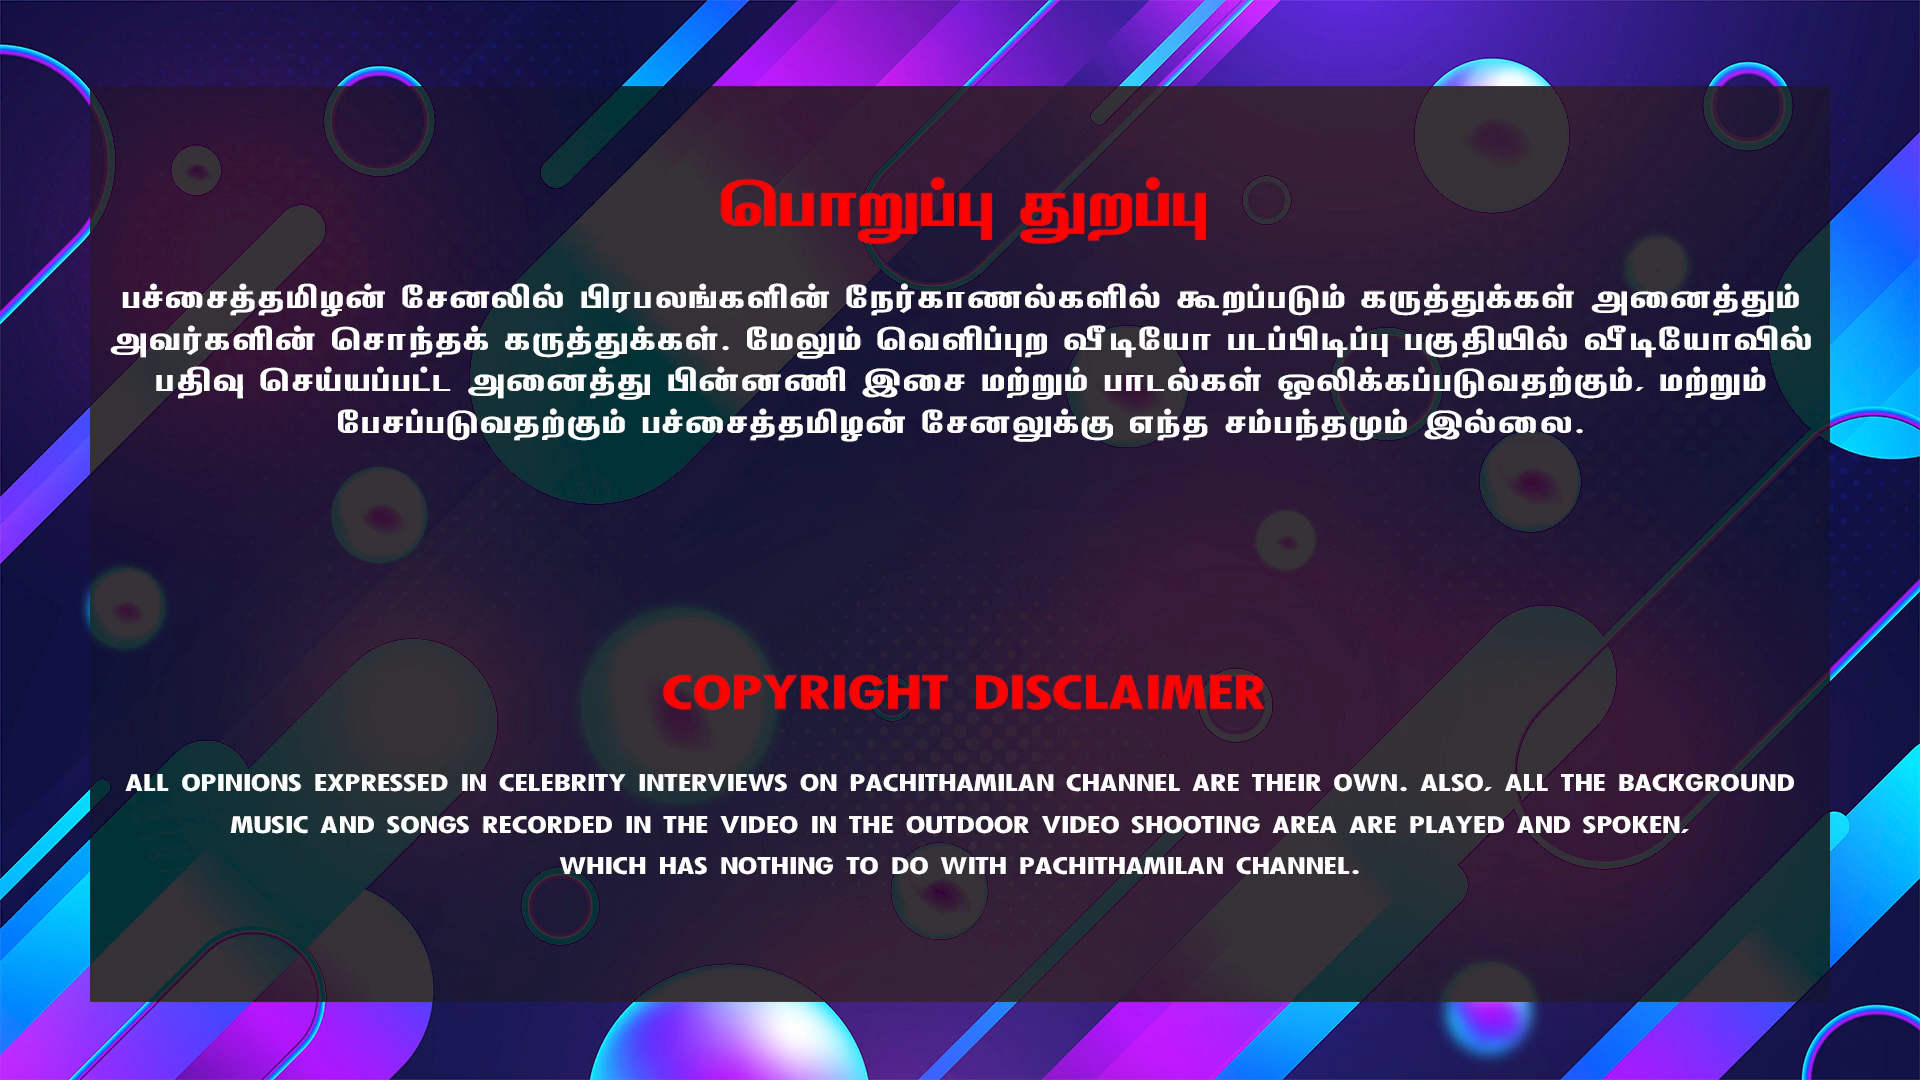 பொறுப்பு துறப்பு
பச்சைத்தமிழன் சேனலில் பிரபலங்களின் நேர்காணல்களில் கூறப்படும் கருத்துக்கள் அனைத்தும்
அவர்களின் சொந்தக் கருத்துக்கள். மேலும் வெளிப்புற வீடியோ படப்பிடிப்பு பகுதியில் வீடியோவில்
பதிவு செய்யப்பட்ட அனைத்து பின்னணி இசை மற்றும் பாடல்கள் ஒலிக்கப்படுவதற்கும், மற்றும்
பேசப்படுவதற்கும் பச்சைத்தமிழன் சேனலுக்கு எந்த சம்பந்தமும் இல்லை.
COPYRIGHT DISCLAIMER
ALL OPINIONS EXPRESSED IN CELEBRITY INTERVIEWS ON PACHITHAMILAN CHANNEL ARE THEIR OWN. ALSO, ALL THE BACKGROUND
MUSIC AND SONGS RECORDED IN THE VIDEO IN THE OUTDOOR VIDEO SHOOTING AREA ARE PLAYED AND SPOKEN,
WHICH HAS NOTHING TO DO WITH PACHITHAMILAN CHANNEL.